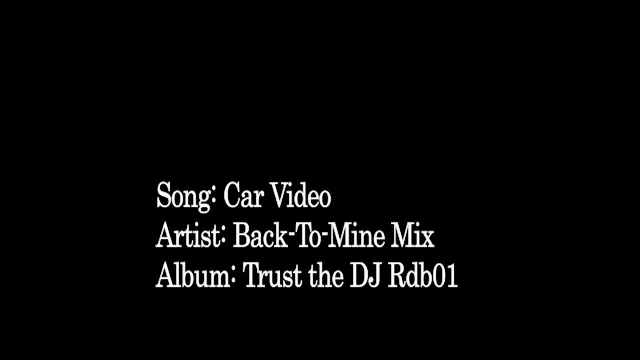 Song: Car Video
Artist: Back-To-Mine Mix
Album: Trust the DJ Rdb01